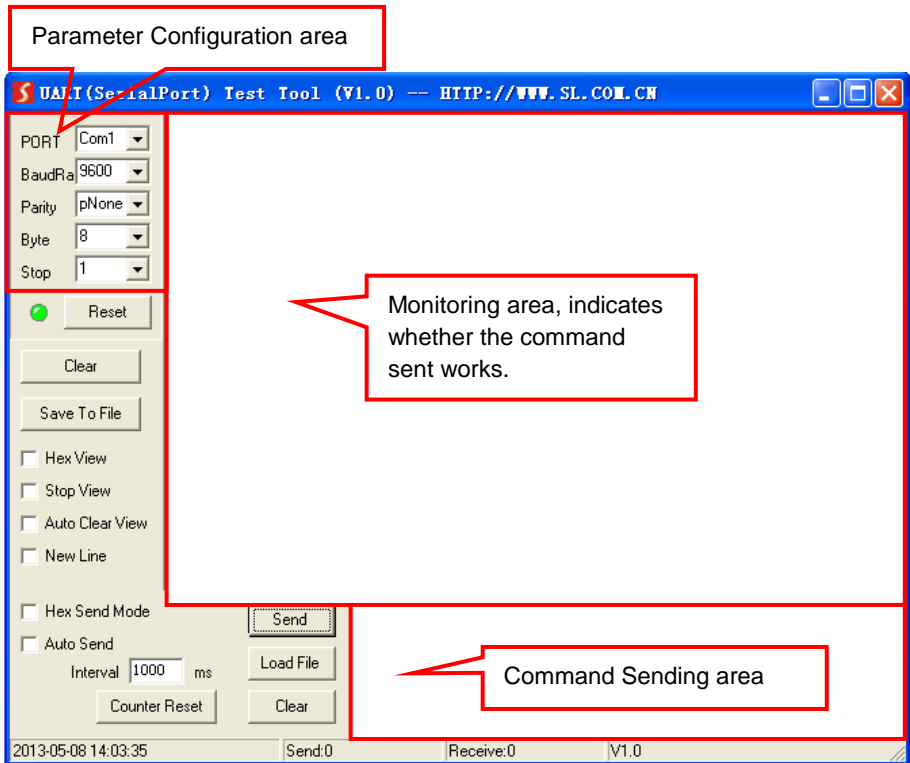 Parameter Configuration area
UART(SerialPort) Test Tool (V1.0) -- HTTP://WWW.SL.COM.CN
PORT Com1
BaudRa 9600
Parity pNone
Byte 8
Stop 1
Reset
Clear
Save To File
Hex View
Stop View
Auto Clear View
New Line
Monitoring area, indicates
whether the command
sent works.
Hex Send Mode
Send
Auto Send
Interval 1000 ms
Load File
Counter Reset
Clear
Command Sending area
2013-05-08 14:03:35 Send:0 Receive:0 V1.0